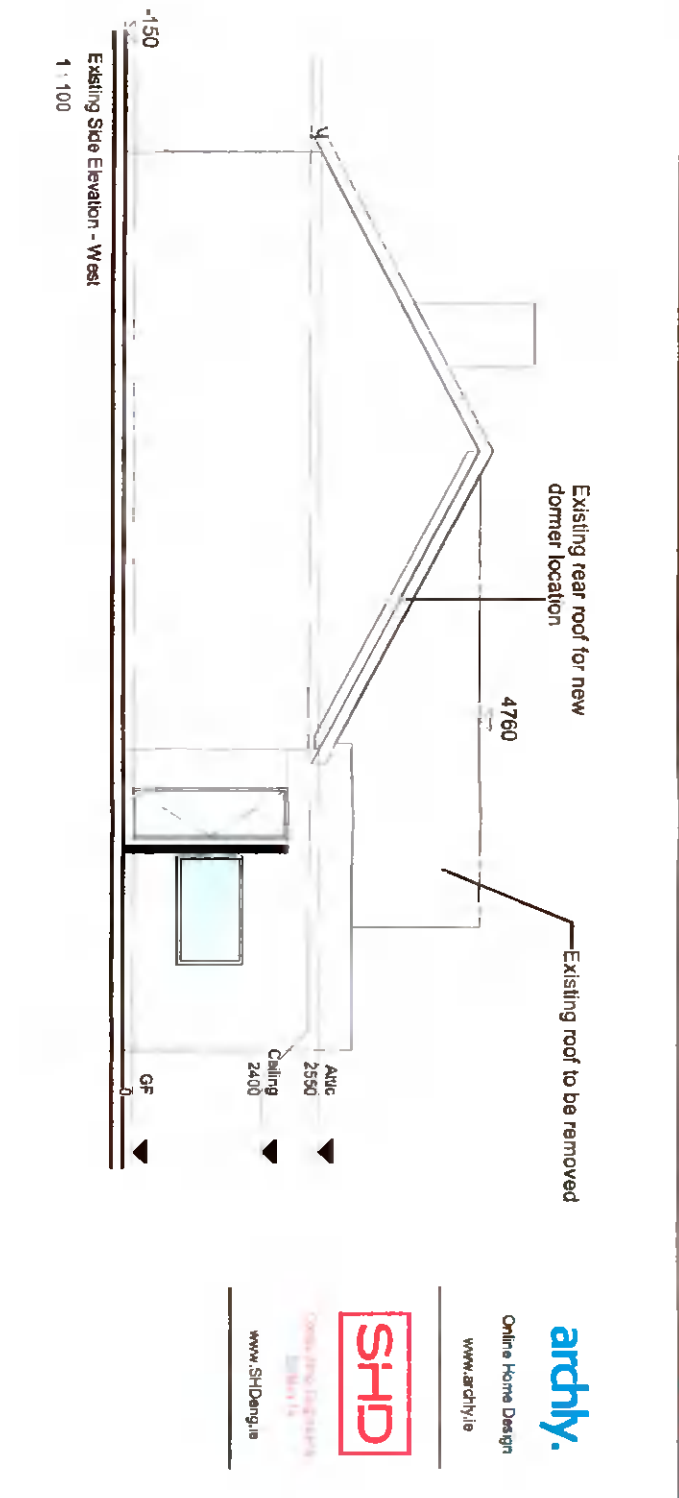 Existing rear roof for new
dormer location
4760
Existing roof to be removed
-150
Attic
2550
Ceiling
2400
GF
0
Existing Side Elevation - West
1 : 100
archly.
Online Home Design
www.archly.ie
SHD
www.SHDeng.ie